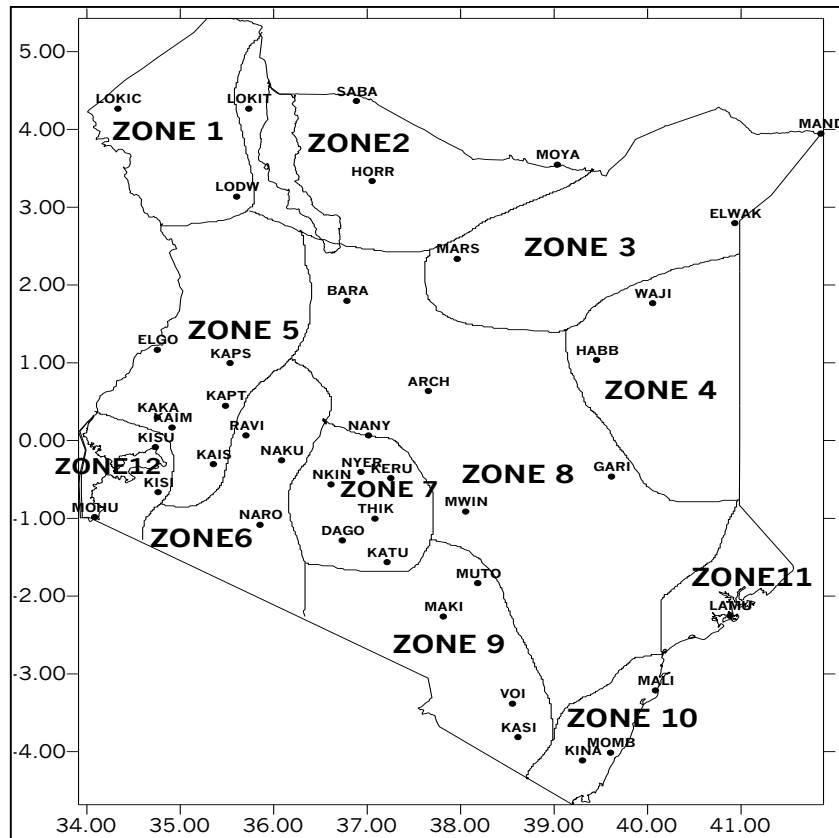 5.00
SABA
LOKIC
LOKIT
4.00
ZONE 1
MAND
ZONE2
MOYA
HORR
LODW
3.00
ELWAK
MARS
ZONE 3
2.00
BARA
WAJI
ZONE 5
ELGO
KAPS
HABB
1.00
ARCH
ZONE 4
KAPT
KAKA
KAIM
RAVI
NANY
0.00
KISU
ZONE12
KAIS
NAKU
NYER
KERU
NKIN
GARI
ZONE 7
ZONE 8
KISI
MWIN
MOHU
THIK
NARO
-1.00
ZONE6
DAGO
KATU
MUTO
ZONE11
-2.00
LAMU
MAKI
ZONE 9
-3.00
MALI
VOI
ZONE 10
KASI
MOMB
KINA
-4.00
34.00 35.00 36.00 37.00 38.00 39.00 40.00 41.00